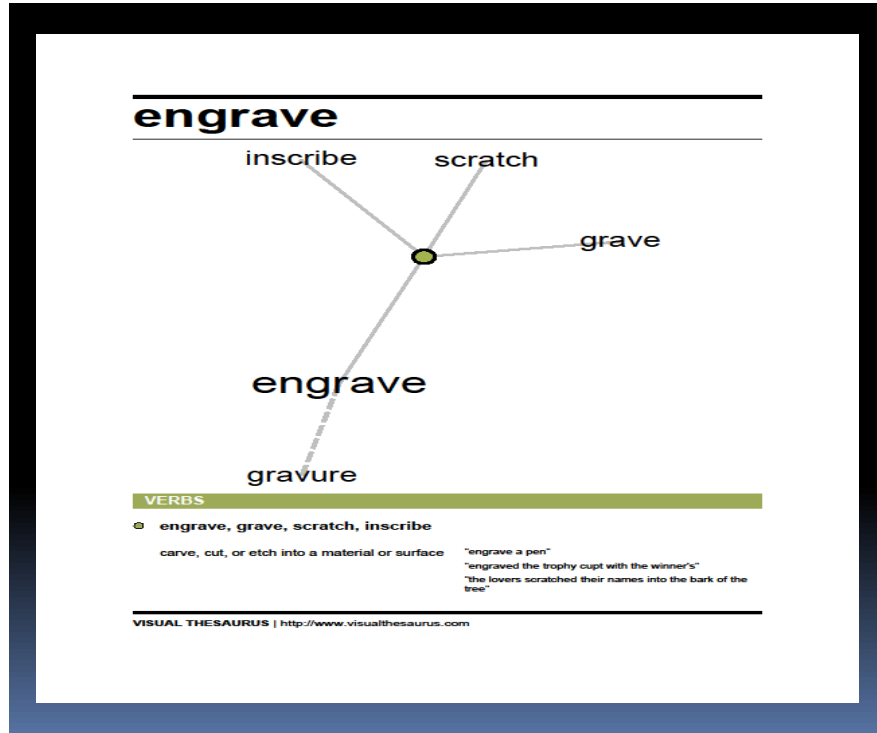 engrave
inscribe scratch
grave
engrave
gravure
VERBS
engrave, grave, scratch, inscribe
carve, cut, or etch into a material or surface "engrave a pen"
"engraved the trophy cupt with the winner's"
"the lovers scratched their names into the bark of the
tree"
VISUAL THESAURUS | http://www.visualthesaurus.com